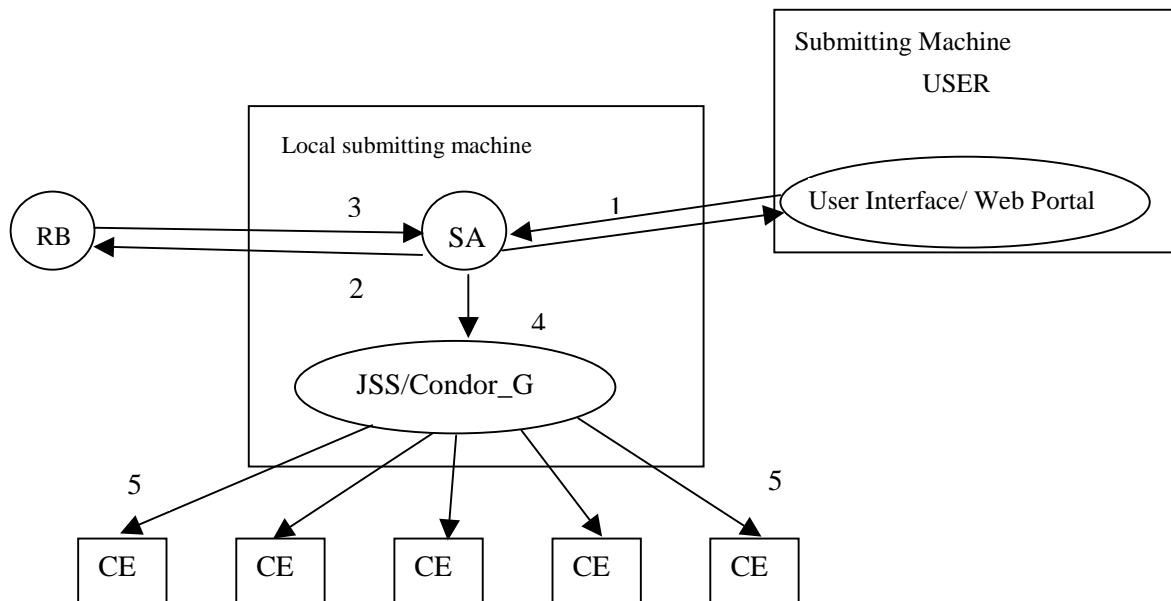 Submitting Machine
USER
Local submitting machine
User Interface/ Web Portal
3
1
RB
SA
2
4
JSS/Condor_G
5
5
CE
CE
CE
CE
CE